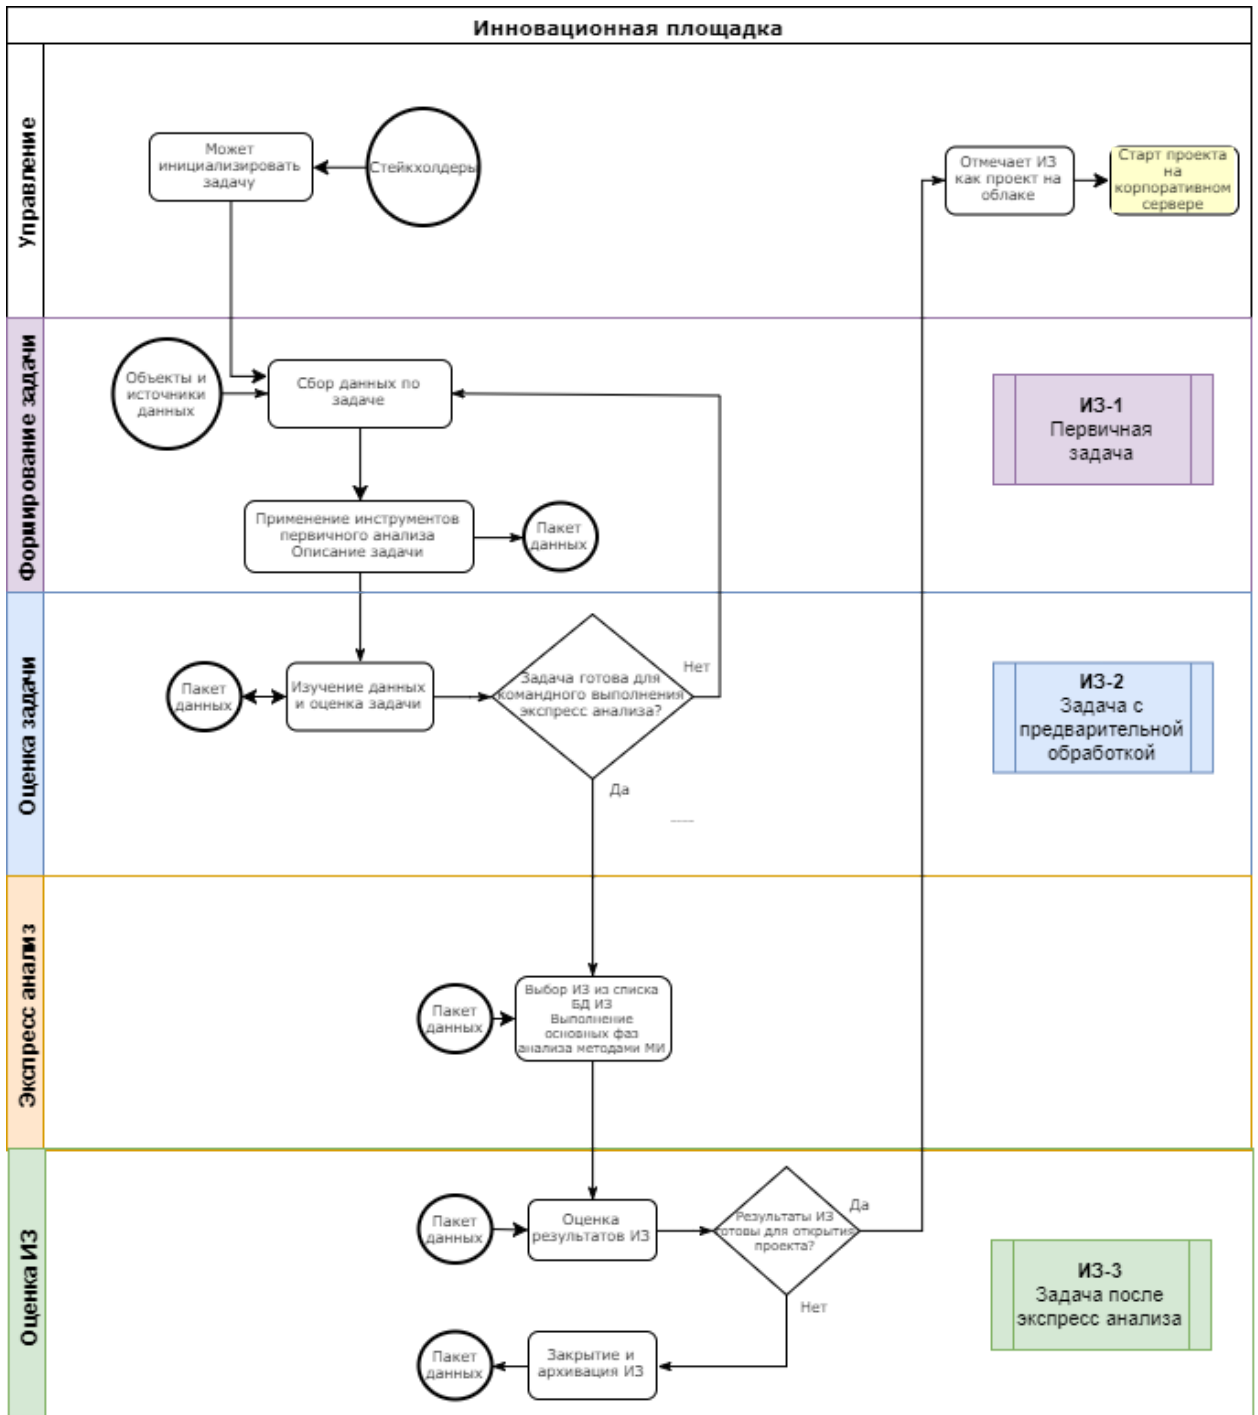 Инновационная площадка
Управление
Может
инициализировать
задачу
Стейкхолдеры
Отмечает ИЗ
как проект на
облаке
Старт проекта
на
корпоративном
сервере
Формирование задачи
Объекты и
источники
данных
Сбор данных по
задаче
ИЗ-1
Первичная
задача
Применение инструментов
первичного анализа
Описание задачи
Пакет
данных
Оценка задачи
Пакет
данных
Изучение данных
и оценка задачи
Задача готова для
командного выполнения
экспресс анализа?
Нет
Да
ИЗ-2
Задача с
предварительной
обработкой
Экспресс анализ
Пакет
данных
Выбор ИЗ из списка
БД ИЗ
Выполнение
основных фаз
анализа методами МИ
Оценка ИЗ
Пакет
данных
Оценка
результатов ИЗ
Результаты ИЗ
готовы для открытия
проекта?
Да
Нет
ИЗ-3
Задача после
экспресс анализа
Пакет
данных
Закрытие и
архивация ИЗ